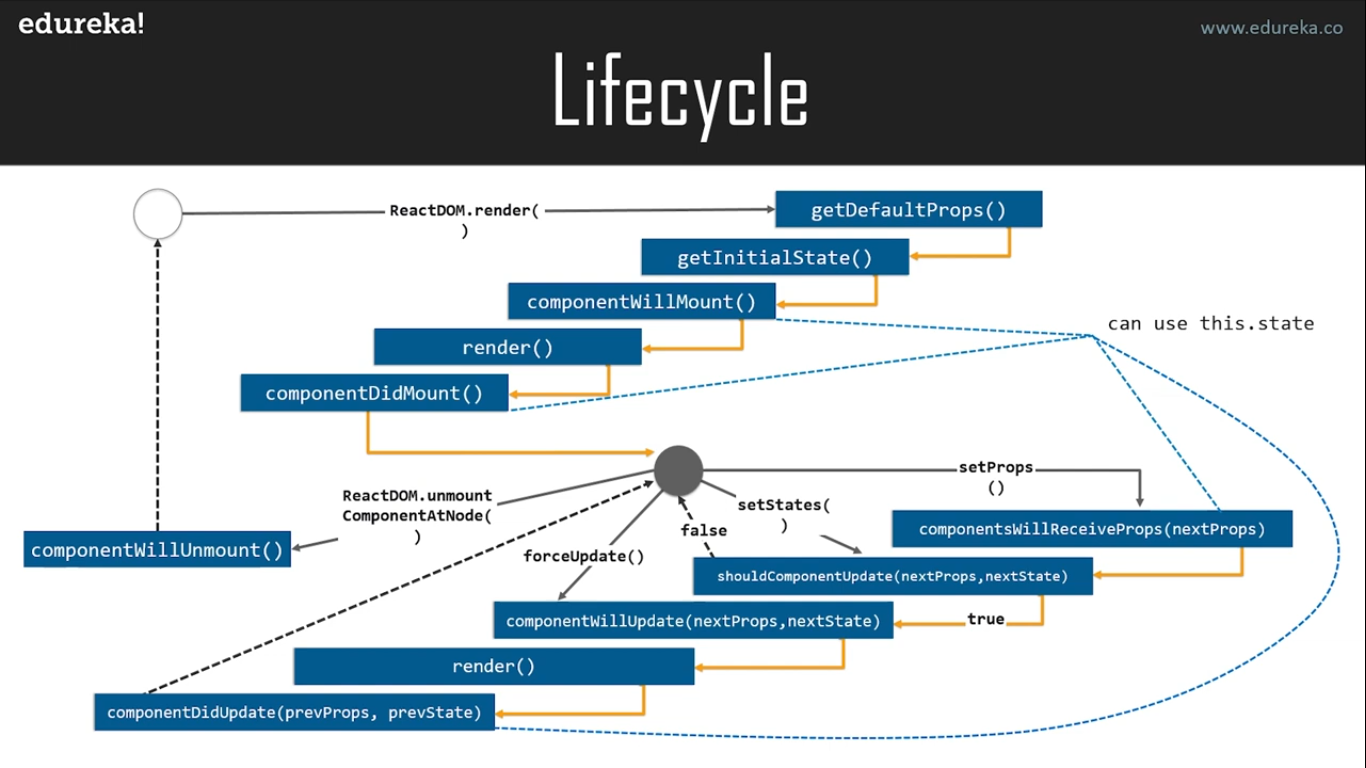 edureka!
www.edureka.co
Lifecycle
ReactDOM.render(
)
getDefaultProps()
getInitialState()
componentWillMount()
can use this.state
render()
componentDidMount()
setProps
()
ReactDOM.unmount
ComponentAtNode(
)
setStates(
)
false
componentsWillReceiveProps(nextProps)
componentWillUnmount()
forceUpdate()
shouldComponentUpdate(nextProps,nextState)
componentWillUpdate(nextProps,nextState)
true
render()
componentDidUpdate(prevProps, prevState)